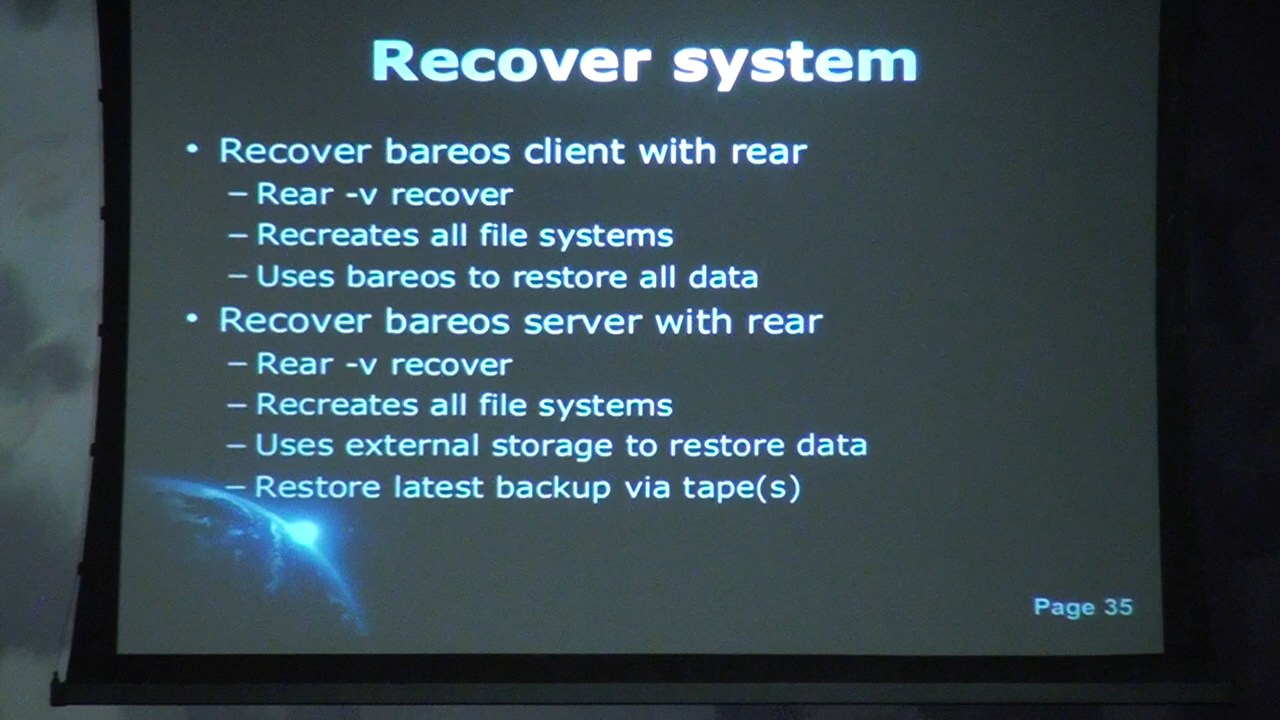 Recover system
• Recover bareos client with rear
– Rear -v recover
– Recreates all file systems
– Uses bareos to restore all data
• Recover bareos server with rear
– Rear -v recover
– Recreates all file systems
– Uses external storage to restore data
– Restore latest backup via tape(s)
Page 35